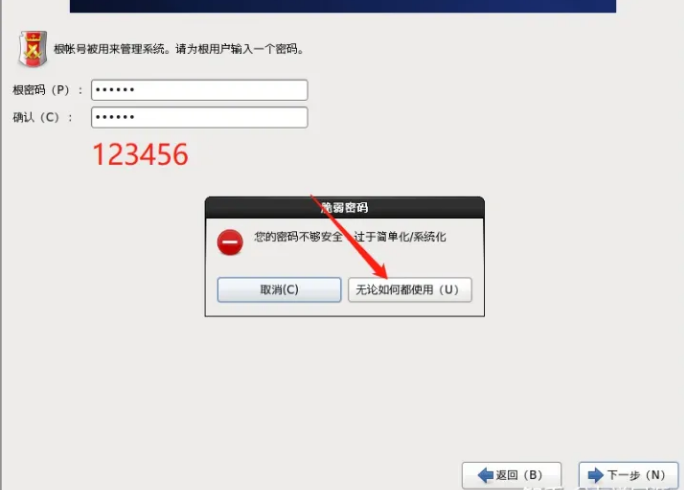 根帐号被用来管理系统。请为根用户输入一个密码。
根密码（P）：
确认（C）：
123456
脆弱密码
您的密码不够安全 过于简单化/系统化
取消(C)
无论如何都使用（U）
返回（B）
下一步（N）